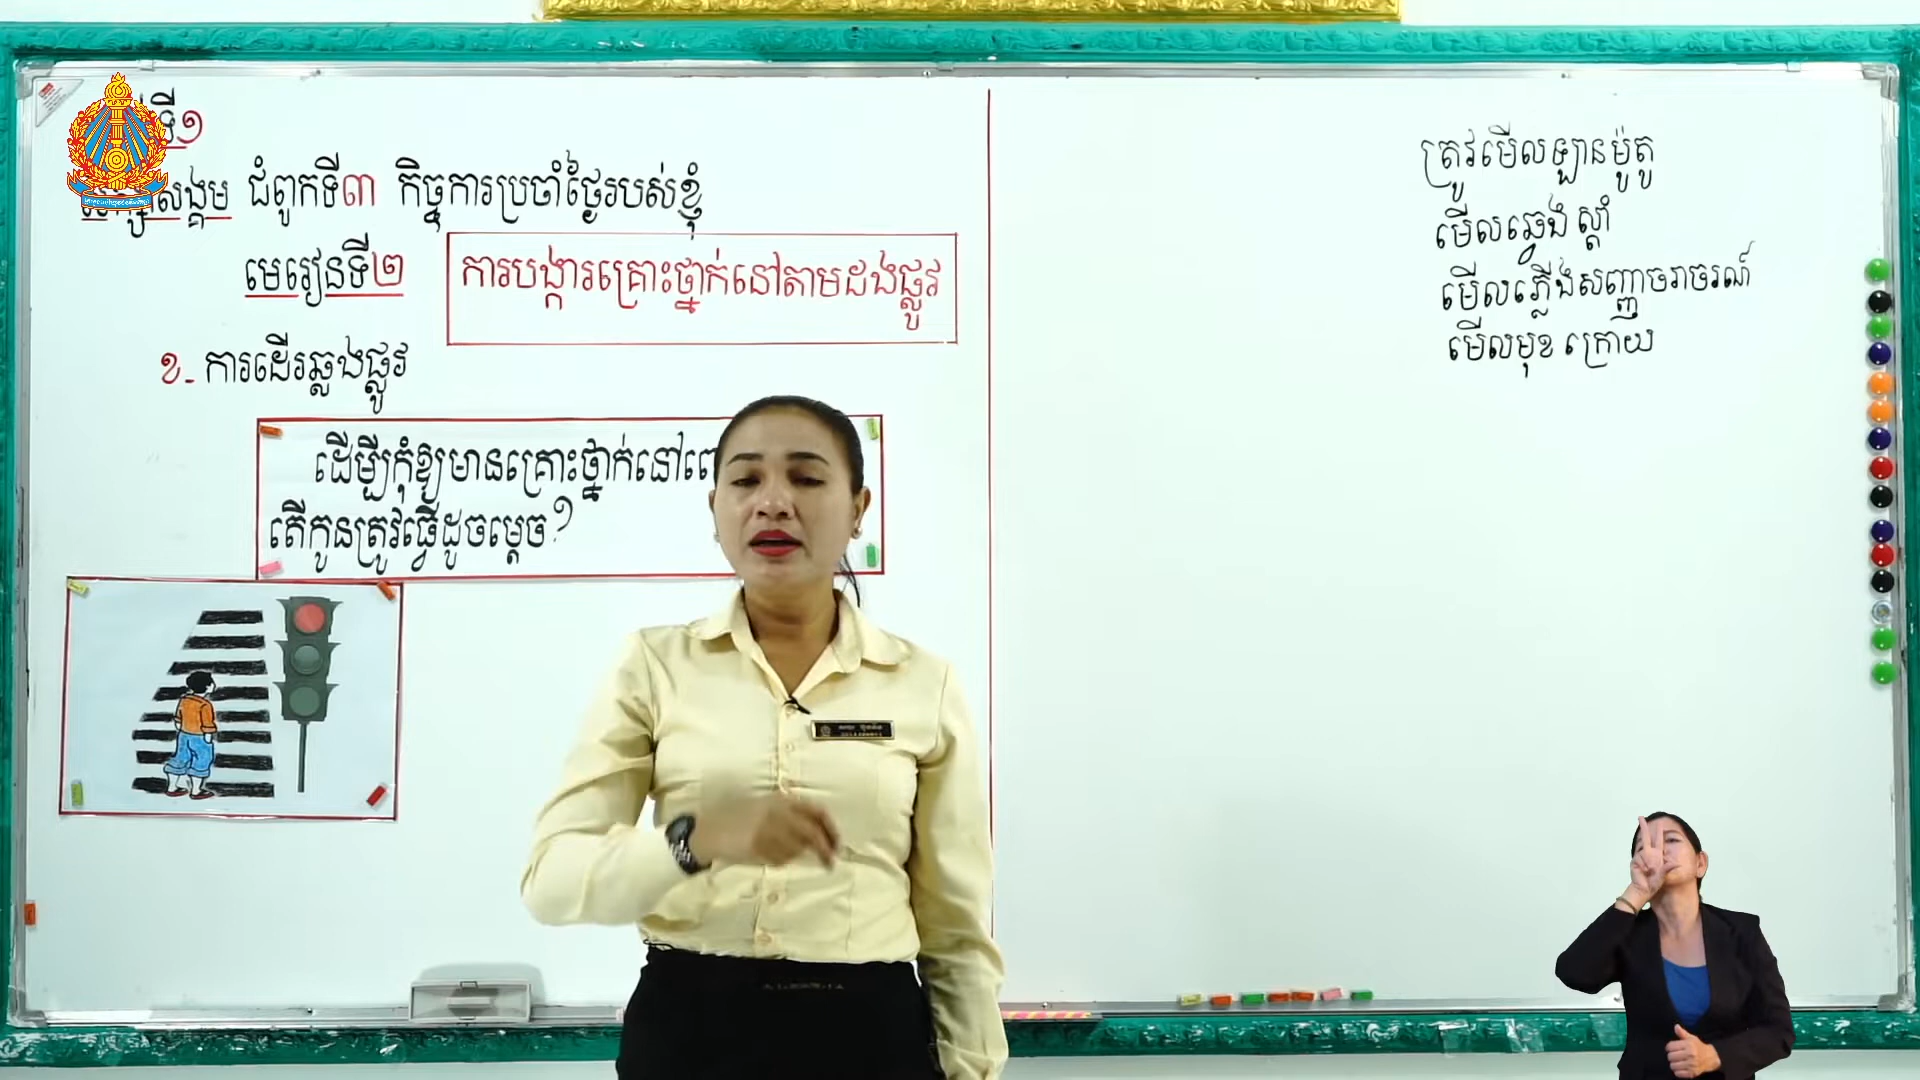 ទី១
សង្គម ជំពូកទី៣ កិច្ចការប្រចាំថ្ងៃរបស់ខ្ញុំ
មេរៀនទី២ ការបង្ការគ្រោះថ្នាក់នៅតាមដងផ្លូវ
ខ- ការដើរឆ្លងផ្លូវ
ដើម្បីកុំឱ្យមានគ្រោះថ្នាក់នៅពេ
តើកូនត្រូវធ្វើដូចម្ដេច?
ត្រូវមើលឡានម៉ូតូ
មើលឆ្វេង ស្ដាំ
មើលភ្លើងសញ្ញាចរាចរណ៍
មើលមុខ ក្រោយ